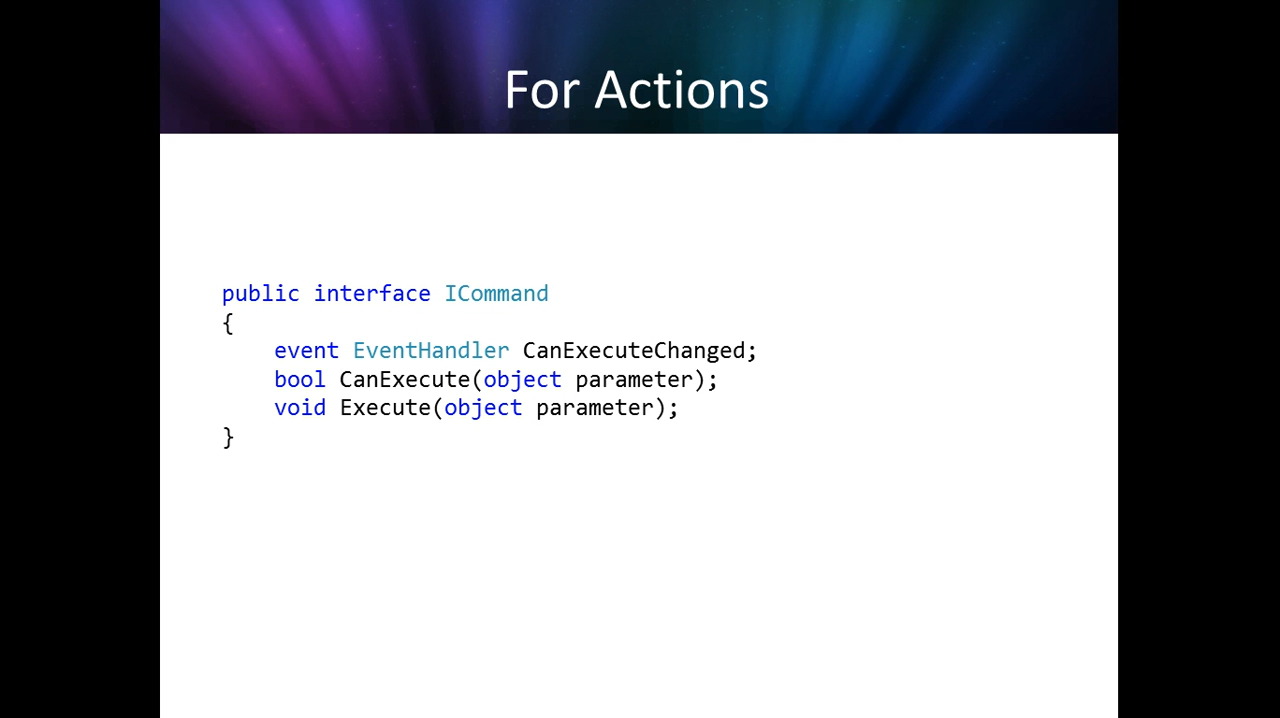 For Actions
public interface ICommand
{
    event EventHandler CanExecuteChanged;
    bool CanExecute(object parameter);
    void Execute(object parameter);
}